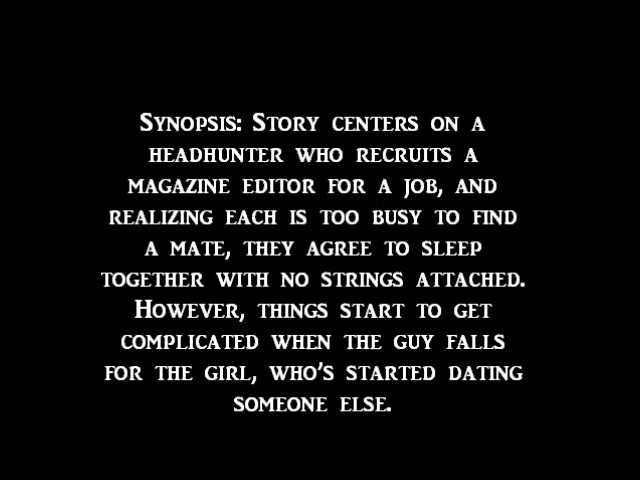 Synopsis: Story centers on a
headhunter who recruits a
magazine editor for a job, and
realizing each is too busy to find
a mate, they agree to sleep
together with no strings attached.
However, things start to get
complicated when the guy falls
for the girl, who's started dating
someone else.